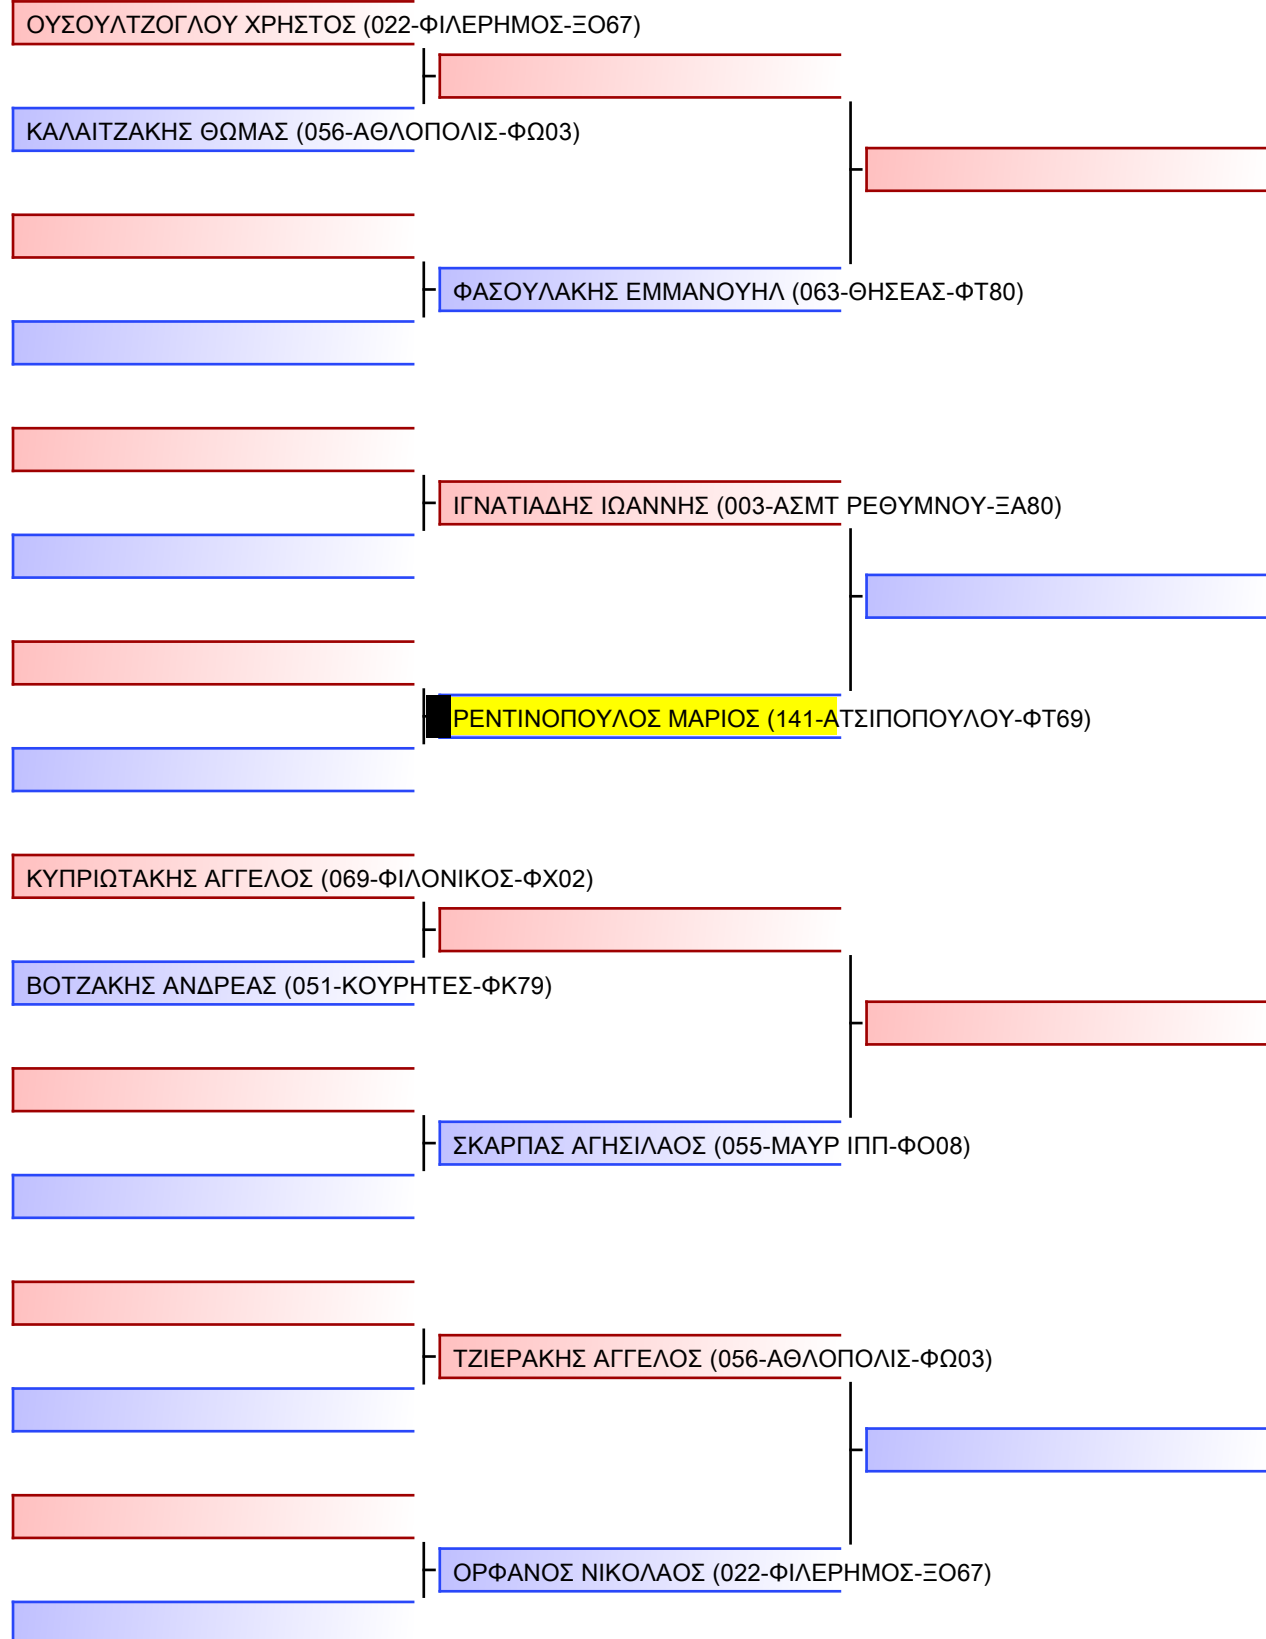 ΟΥΣΟΥΛΤΖΟΓΛΟΥ ΧΡΗΣΤΟΣ (022-ΦΙΛΕΡΗΜΟΣ-ΞΟ67)
ΚΑΛΑΙΤΖΑΚΗΣ ΘΩΜΑΣ (056-ΑΘΛΟΠΟΛΙΣ-ΦΩ03)
ΦΑΣΟΥΛΑΚΗΣ ΕΜΜΑΝΟΥΗΛ (063-ΘΗΣΕΑΣ-ΦΤ80)
ΙΓΝΑΤΙΑΔΗΣ ΙΩΑΝΝΗΣ (003-ΑΣΜΤ ΡΕΘΥΜΝΟΥ-ΞΑ80)
ΡΕΝΤΙΝΟΠΟΥΛΟΣ ΜΑΡΙΟΣ (141-ΑΤΣΙΠΟΠΟΥΛΟΥ-ΦΤ69)
ΚΥΠΡΙΩΤΑΚΗΣ ΑΓΓΕΛΟΣ (069-ΦΙΛΟΝΙΚΟΣ-ΦΧ02)
ΒΟΤΖΑΚΗΣ ΑΝΔΡΕΑΣ (051-ΚΟΥΡΗΤΕΣ-ΦΚ79)
ΣΚΑΡΠΑΣ ΑΓΗΣΙΛΑΟΣ (055-ΜΑΥΡ ΙΠΠ-ΦΟ08)
ΤΖΙΕΡΑΚΗΣ ΑΓΓΕΛΟΣ (056-ΑΘΛΟΠΟΛΙΣ-ΦΩ03)
ΟΡΦΑΝΟΣ ΝΙΚΟΛΑΟΣ (022-ΦΙΛΕΡΗΜΟΣ-ΞΟ67)